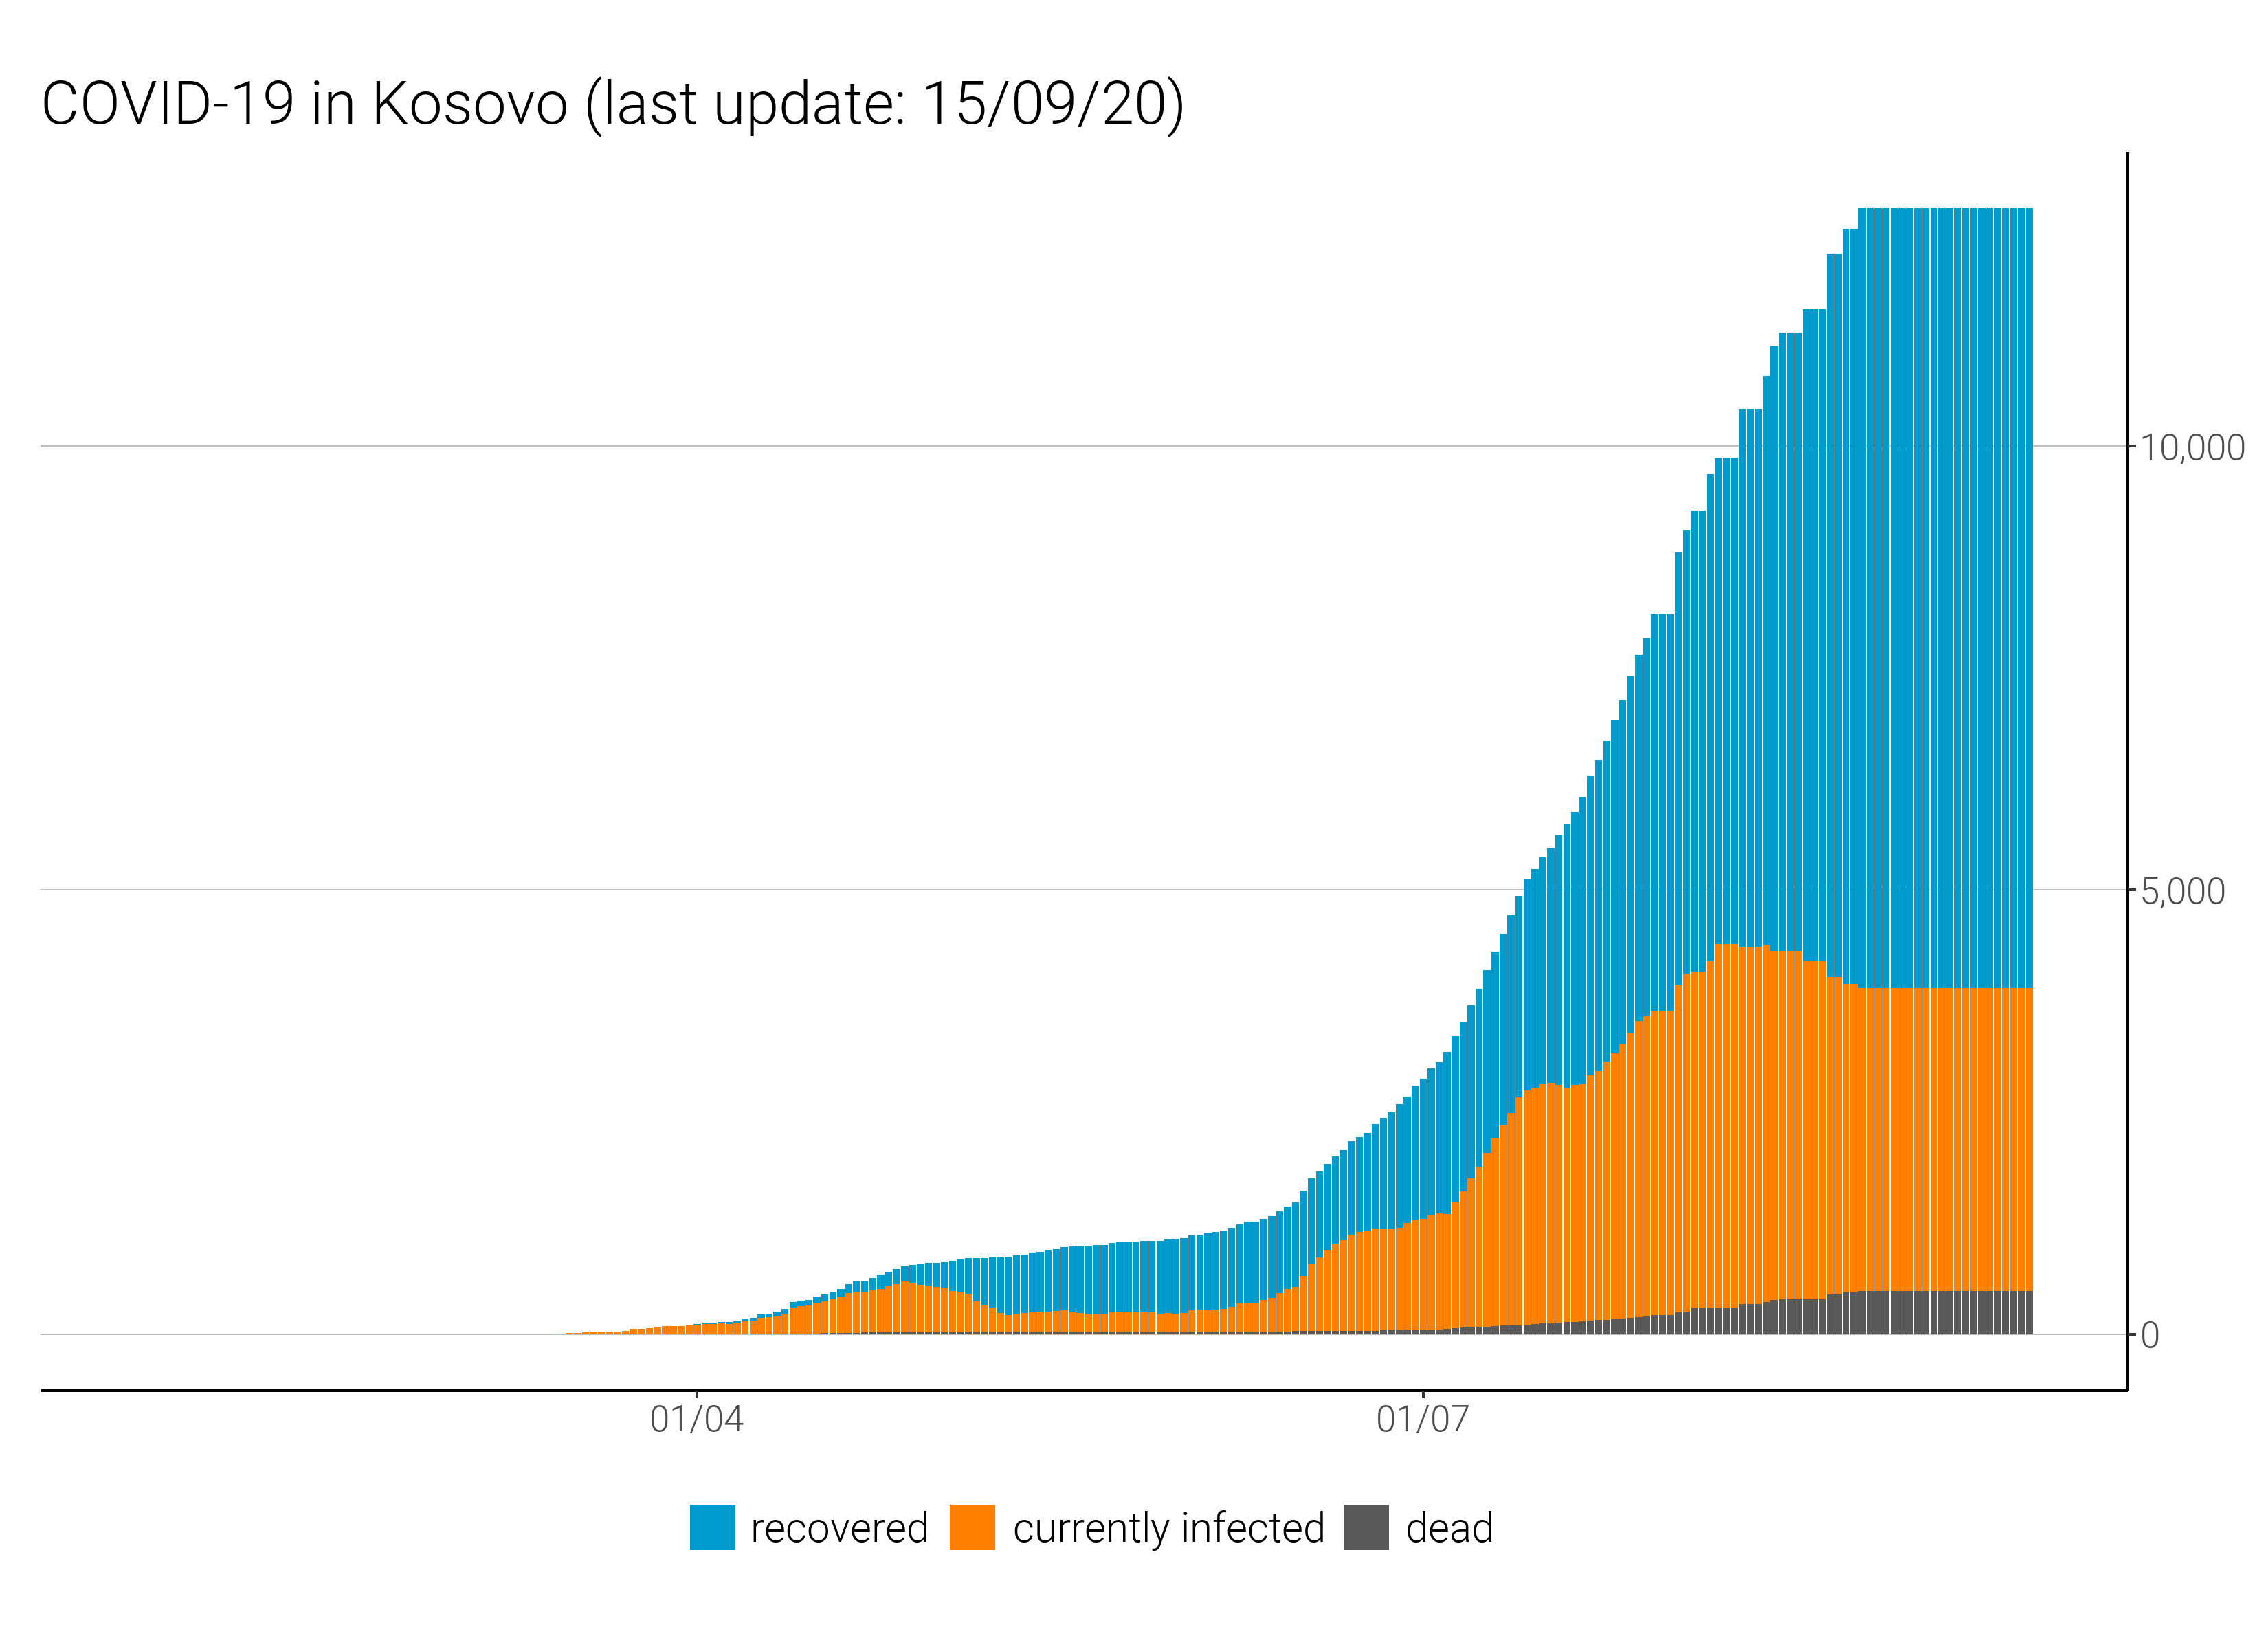 COVID-19 in Kosovo (last update: 15/09/20)
10,000
5,000
0
01/04 01/07
recovered currently infected dead